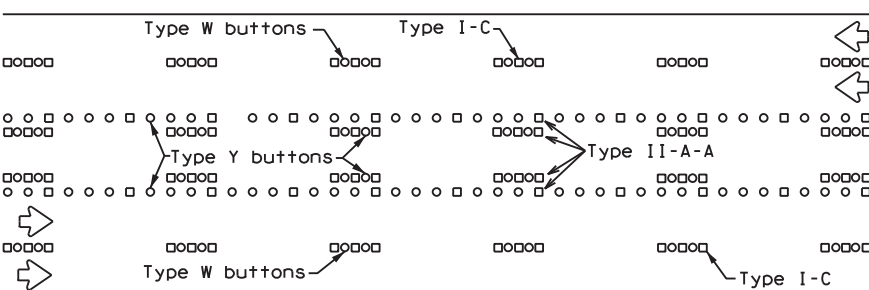 Type W buttons
Type I-C
Type Y buttons
Type II-A-A
Type W buttons
Type I-C